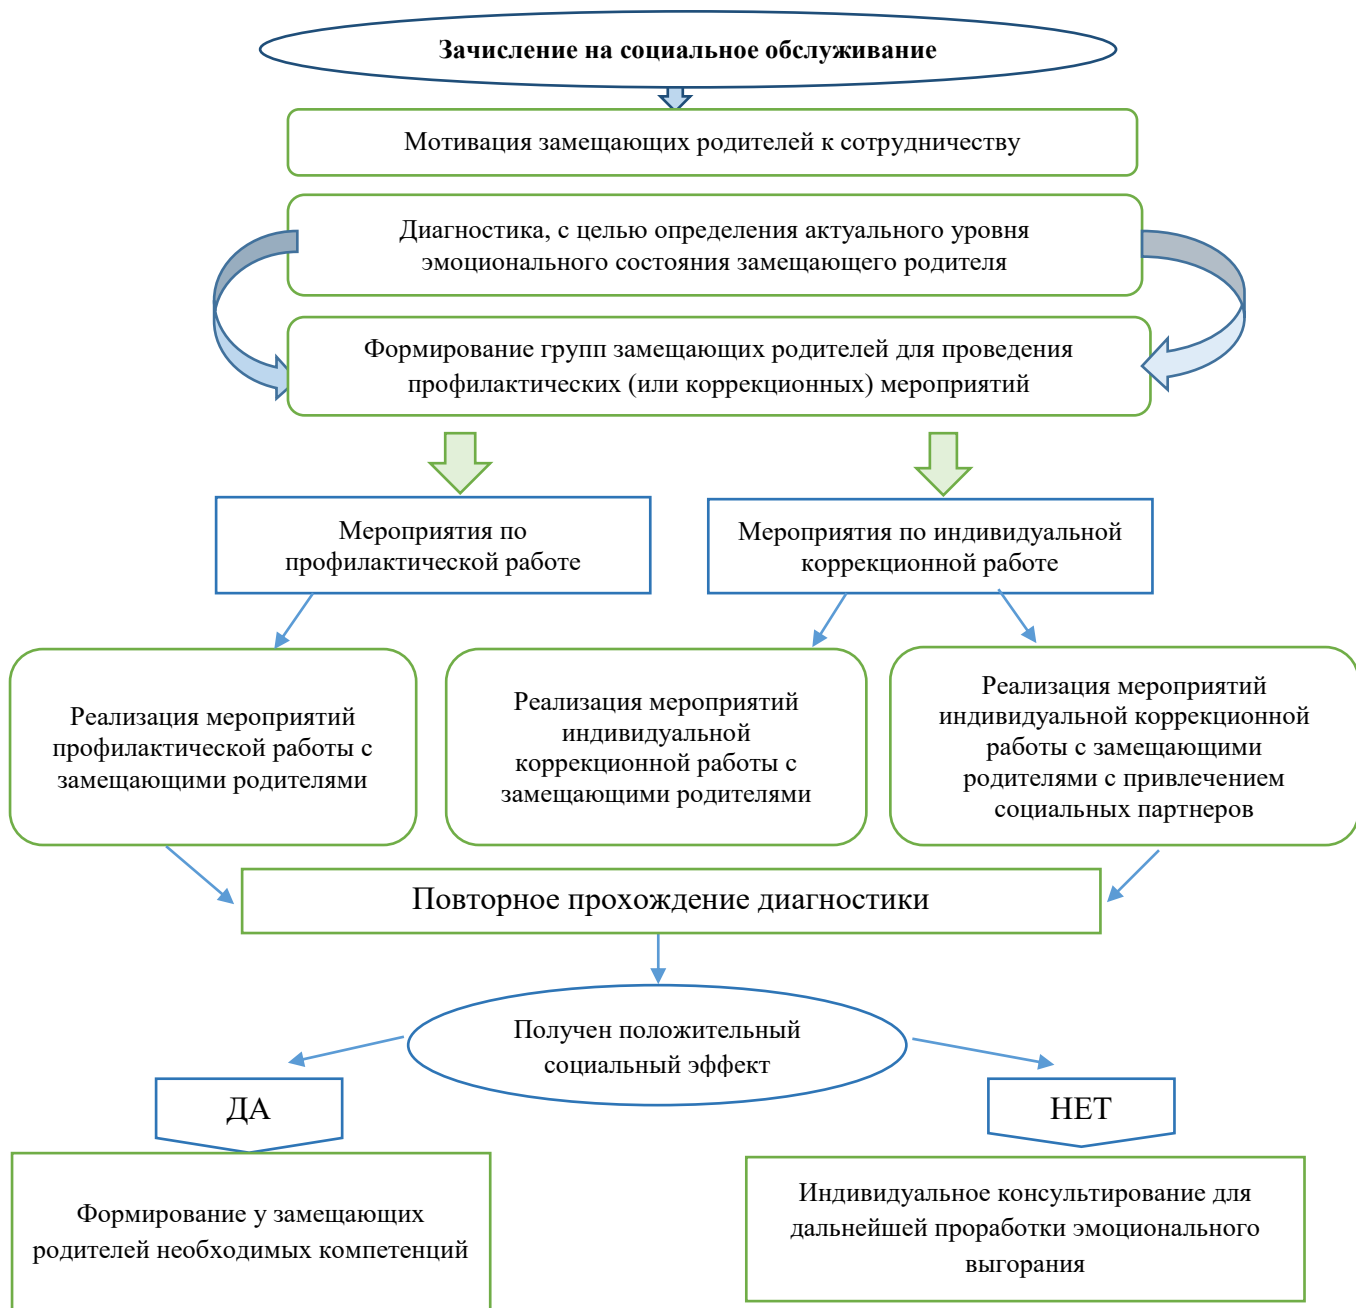 Зачисление на социальное обслуживание
Мотивация замещающих родителей к сотрудничеству
Диагностика, с целью определения актуального уровня
эмоционального состояния замещающего родителя
Формирование групп замещающих родителей для проведения
профилактических (или коррекционных) мероприятий
Мероприятия по
профилактической работе
Мероприятия по индивидуальной
коррекционной работе
Реализация мероприятий
профилактической работы с
замещающими родителями
Реализация мероприятий
индивидуальной
коррекционной работы с
замещающими родителями
Реализация мероприятий
индивидуальной коррекционной
работы с замещающими
родителями с привлечением
социальных партнеров
Повторное прохождение диагностики
Получен положительный
социальный эффект
ДА
НЕТ
Формирование у замещающих
родителей необходимых компетенций
Индивидуальное консультирование для
дальнейшей проработки эмоционального
выгорания